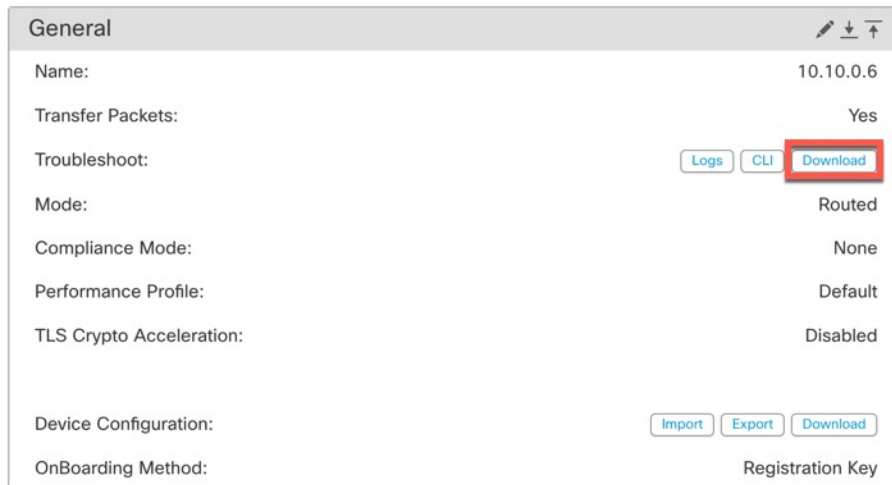 General
Name: 10.10.0.6
Transfer Packets: Yes
Troubleshoot: Logs CLI Download
Mode: Routed
Compliance Mode: None
Performance Profile: Default
TLS Crypto Acceleration: Disabled
Device Configuration: Import Export Download
OnBoarding Method: Registration Key